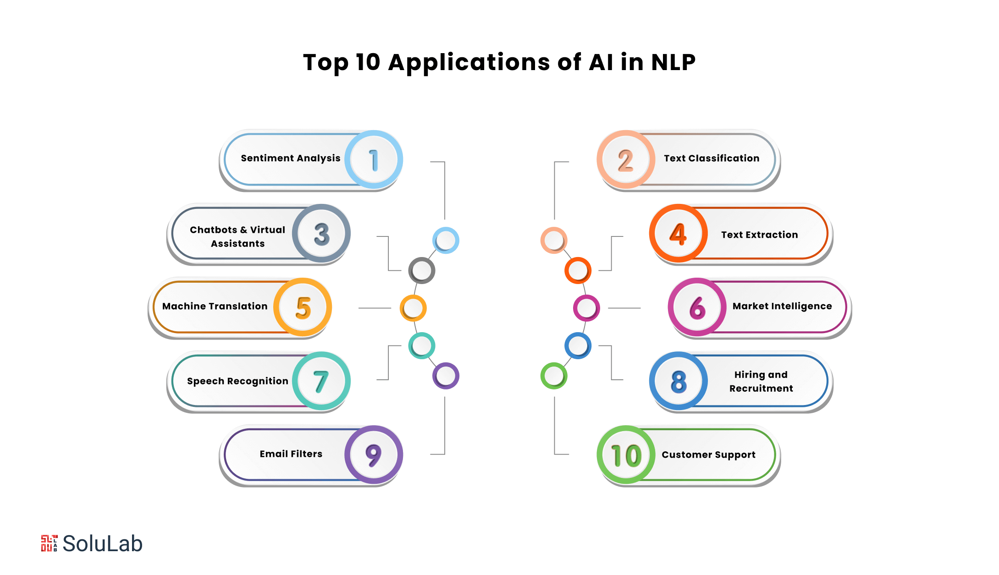 Top 10 Applications of AI in NLP
Sentiment Analysis
1
2
Text Classification
Chatbots & Virtual
Assistants
3
4
Text Extraction
Machine Translation
5
6
Market Intelligence
Speech Recognition
7
8
Hiring and
Recruitment
Email Filters
9
10
Customer Support
SoluLab